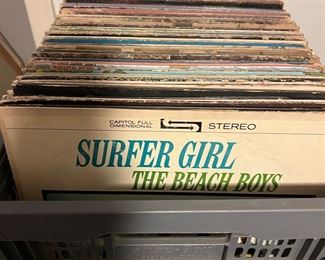 CAPITOL FULL
DIMENSIONAL
STEREO
SURFER GIRL
THE BEACH BOYS